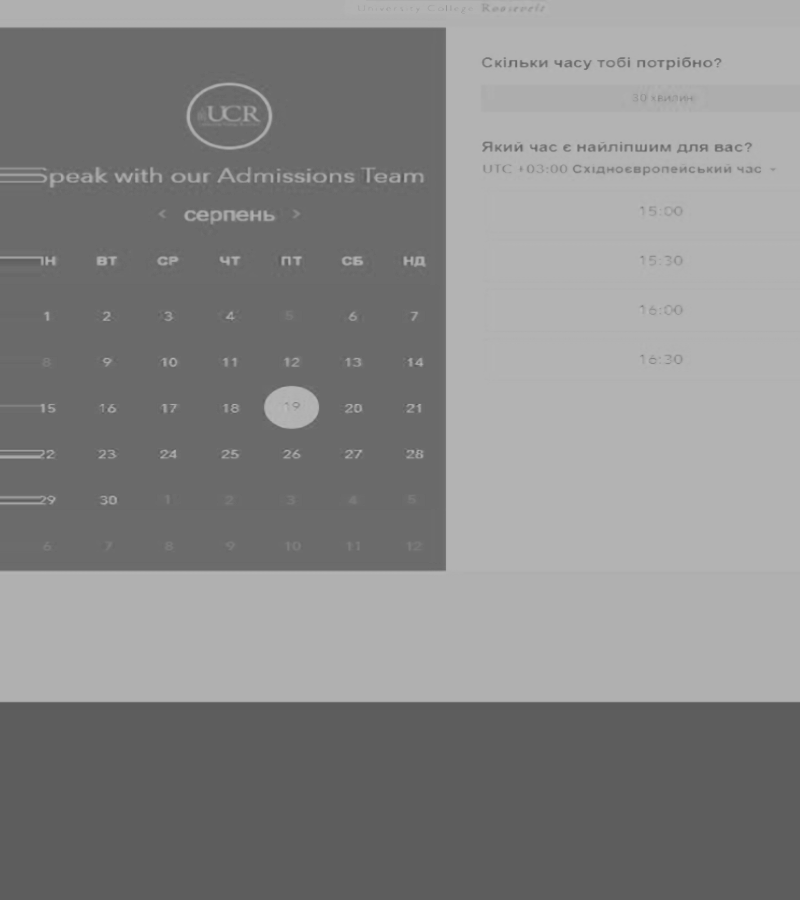 University College Roosevelt
UCR
Speak with our Admissions Team
< серпень >
ПН ВТ СР ЧТ ПТ СБ НД
1 2 3 4 5 6 7
8 9 10 11 12 13 14
15 16 17 18 19 20 21
22 23 24 25 26 27 28
29 30 1 2 3 4 5
6 7 8 9 10 11 12
Скільки часу тобі потрібно?
30 хвилин
Який час є найліпшим для вас?
UTC +03:00 Східноєвропейський час
15:00
15:30
16:00
16:30